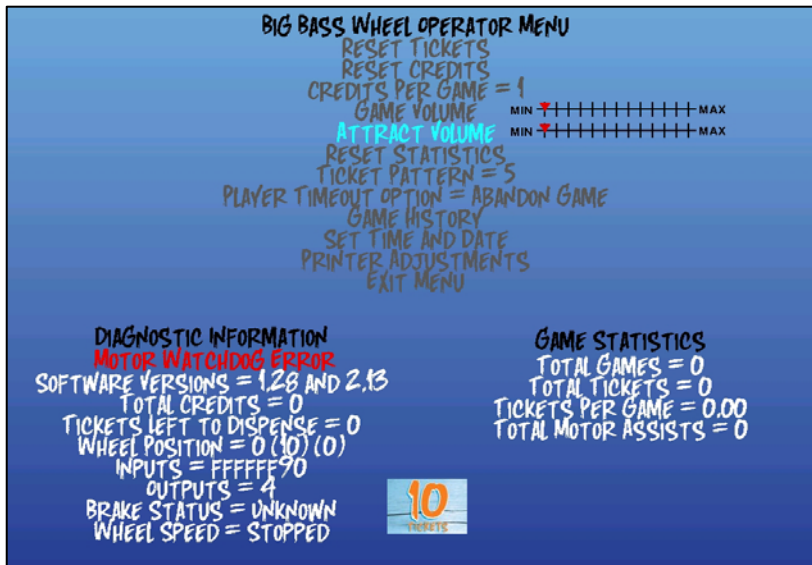 BIG BASS WHEEL OPERATOR MENU
RESET TICKETS
RESET CREDITS
CREDITS PER GAME = 1
GAME VOLUME MIN MAX
ATTRACT VOLUME MIN MAX
RESET STATISTICS
TICKET PATTERN = 5
PLAYER TIMEOUT OPTION = ABANDON GAME
GAME HISTORY
SET TIME AND DATE
PRINTER ADJUSTMENTS
EXIT MENU
DIAGNOSTIC INFORMATION
MOTOR WATCHDOG ERROR
SOFTWARE VERSIONS = 1.28 AND 2.13
TOTAL CREDITS = 0
TICKETS LEFT TO DISPENSE = 0
WHEEL POSITION = 0 (10) (0)
INPUTS = FFFFFF90
OUTPUTS = 4
BRAKE STATUS = UNKNOWN
WHEEL SPEED = STOPPED
10
TICKETS
GAME STATISTICS
TOTAL GAMES = 0
TOTAL TICKETS = 0
TICKETS PER GAME = 0.00
TOTAL MOTOR ASSISTS = 0